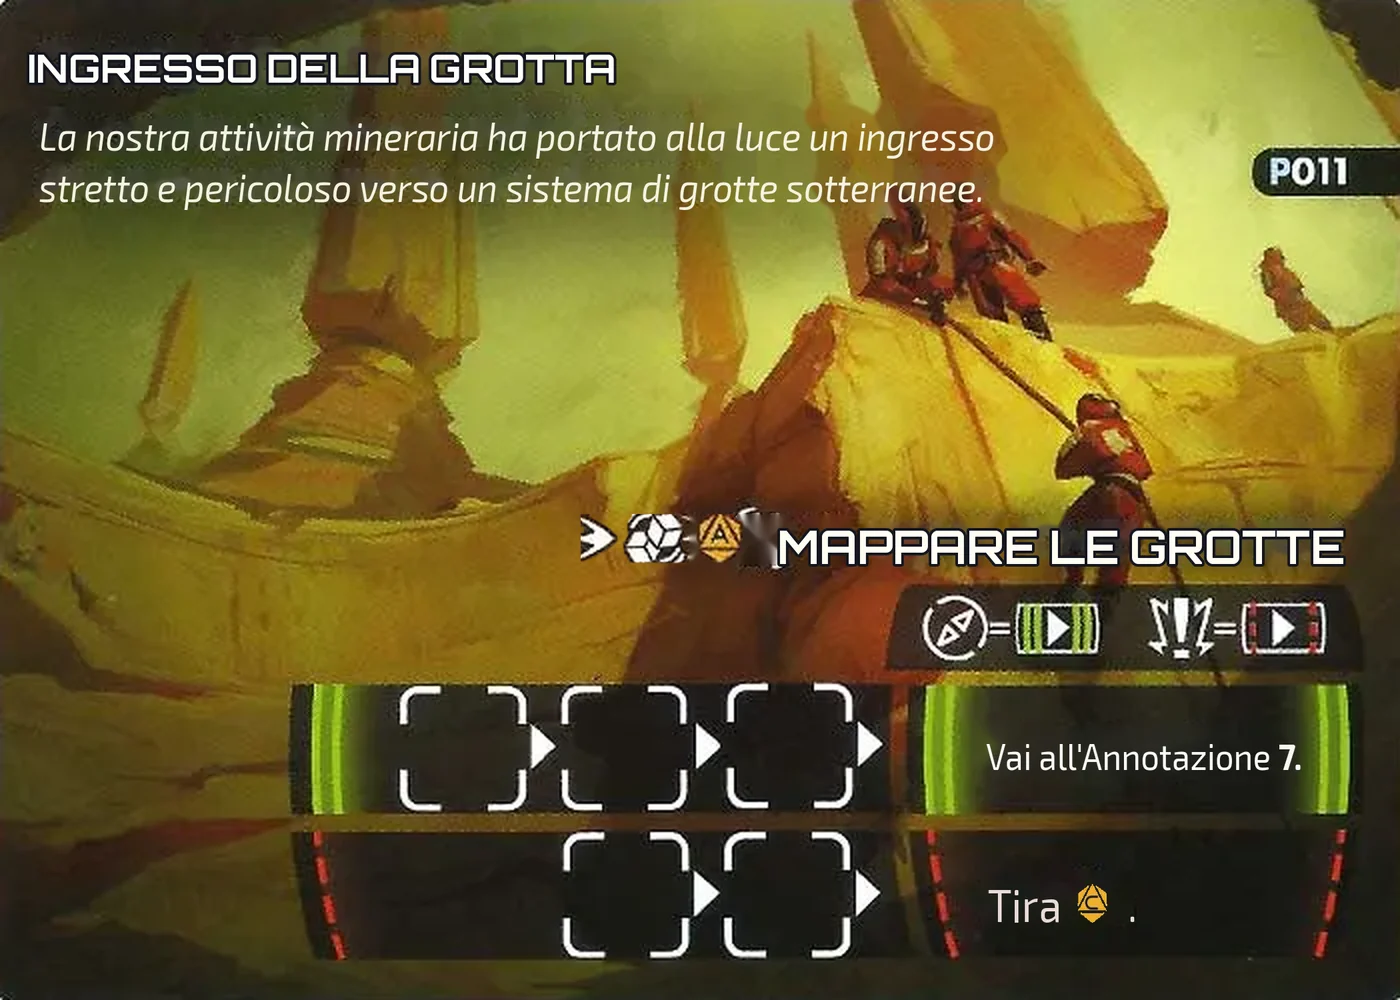 INGRESSO DELLA GROTTA
La nostra attività mineraria ha portato alla luce un ingresso
stretto e pericoloso verso un sistema di grotte sotterranee.
P011
A MAPPARE LE GROTTE
= =
Vai all'Annotazione 7.
Tira C .